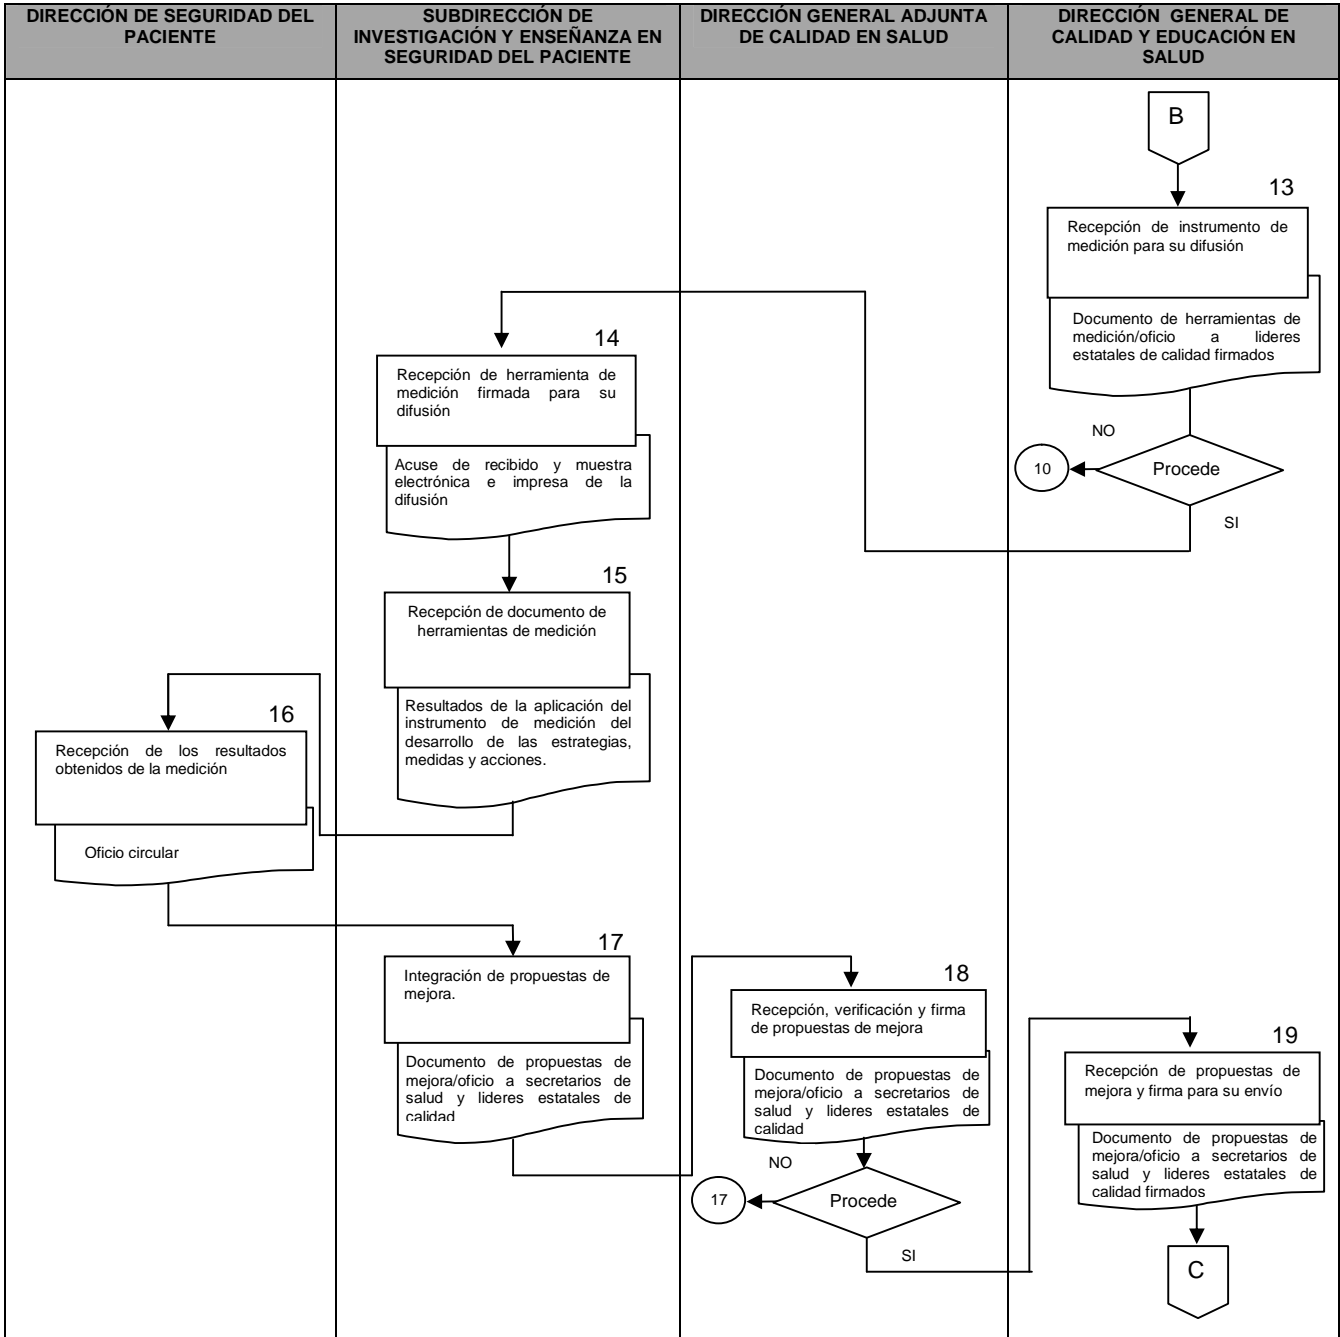 DIRECCIÓN DE SEGURIDAD DEL
PACIENTE
SUBDIRECCIÓN DE
INVESTIGACIÓN Y ENSEÑANZA EN
SEGURIDAD DEL PACIENTE
DIRECCIÓN GENERAL ADJUNTA
DE CALIDAD EN SALUD
DIRECCIÓN GENERAL DE
CALIDAD Y EDUCACIÓN EN
SALUD
B
13
Recepción de instrumento de
medición para su difusión
Documento de herramientas de
medición/oficio a lideres
estatales de calidad firmados
NO
10
Procede
SI
14
Recepción de herramienta de
medición firmada para su
difusión
Acuse de recibido y muestra
electrónica e impresa de la
difusión
15
Recepción de documento de
herramientas de medición
Resultados de la aplicación del
instrumento de medición del
desarrollo de las estrategias,
medidas y acciones.
16
Recepción de los resultados
obtenidos de la medición
Oficio circular
17
Integración de propuestas de
mejora.
Documento de propuestas de
mejora/oficio a secretarios de
salud y lideres estatales de
calidad
18
Recepción, verificación y firma
de propuestas de mejora
Documento de propuestas de
mejora/oficio a secretarios de
salud y lideres estatales de
calidad
NO
17
Procede
SI
19
Recepción de propuestas de
mejora y firma para su envío
Documento de propuestas de
mejora/oficio a secretarios de
salud y lideres estatales de
calidad firmados
C